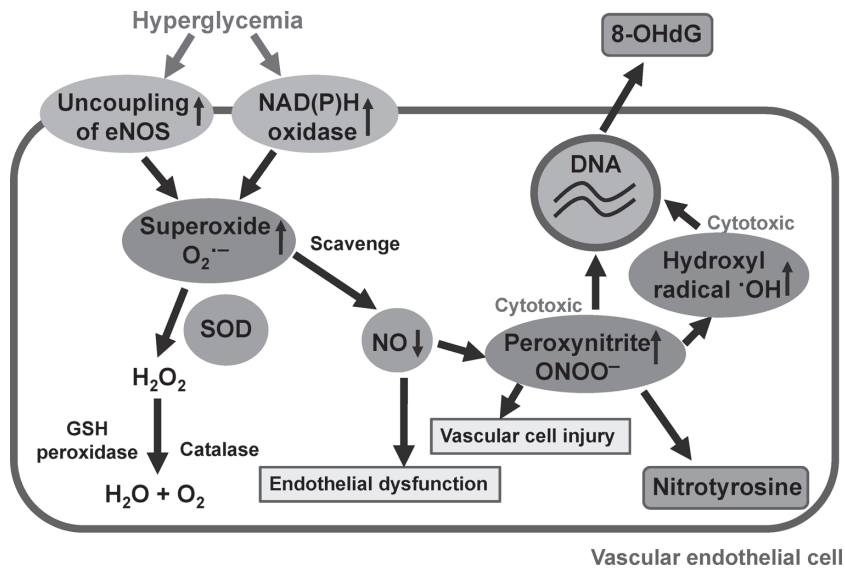 Hyperglycemia
8-OHdG
Uncoupling
of eNOS
NAD(P)H
oxidase
DNA
Superoxide
O₂·–
Scavenge
Cytotoxic
Hydroxyl
radical ·OH
SOD
Cytotoxic
NO
Peroxynitrite
ONOO–
H₂O₂
GSH
peroxidase
Catalase
Vascular cell injury
H₂O + O₂
Endothelial dysfunction
Nitrotyrosine
Vascular endothelial cell